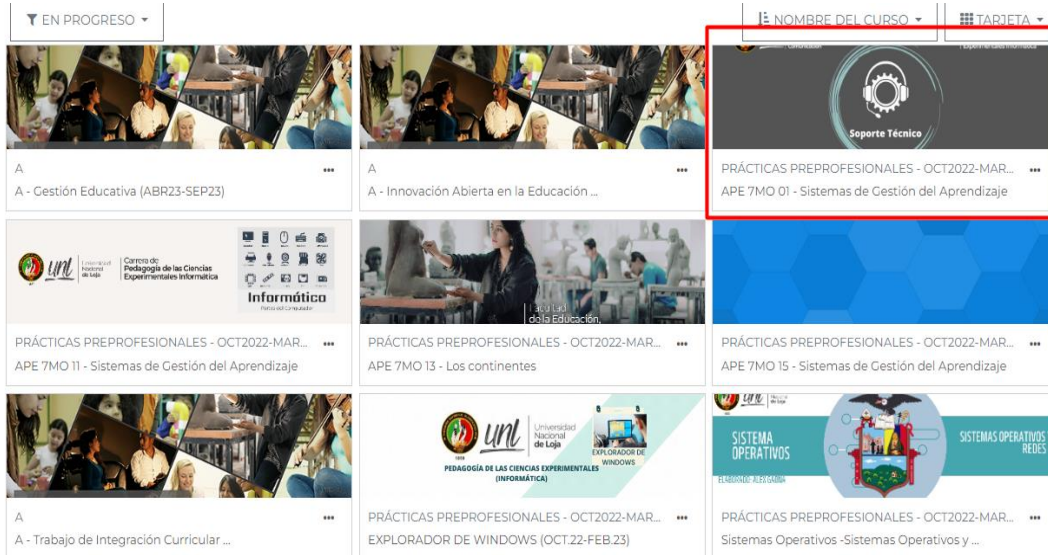 EN PROGRESO
NOMBRE DEL CURSO
TARJETA
Soporte Técnico
A
A - Gestión Educativa (ABR23-SEP23)
A
A - Innovación Abierta en la Educación ...
PRÁCTICAS PREPROFESIONALES - OCT2022-MAR...
APE 7MO 01 - Sistemas de Gestión del Aprendizaje
unl
Universidad
Nacional
de Loja
Carrera de
Pedagogía de las Ciencias
Experimentales Informática
Informático
PRÁCTICAS PREPROFESIONALES - OCT2022-MAR...
APE 7MO 11 - Sistemas de Gestión del Aprendizaje
Facultad
de la Educación,
PRÁCTICAS PREPROFESIONALES - OCT2022-MAR...
APE 7MO 13 - Los continentes
PRÁCTICAS PREPROFESIONALES - OCT2022-MAR...
APE 7MO 15 - Sistemas de Gestión del Aprendizaje
A
A - Trabajo de Integración Curricular ...
unl
Universidad
Nacional
de Loja
EXPLORADOR DE
WINDOWS
PEDAGOGÍA DE LAS CIENCIAS EXPERIMENTALES
(INFORMÁTICA)
PRÁCTICAS PREPROFESIONALES - OCT2022-MAR...
EXPLORADOR DE WINDOWS (OCT.22-FEB.23)
unl
SISTEMA
OPERATIVOS
SISTEMAS OPERATIVOS
REDES
PRÁCTICAS PREPROFESIONALES - OCT2022-MAR...
Sistemas Operativos -Sistemas Operativos y ...